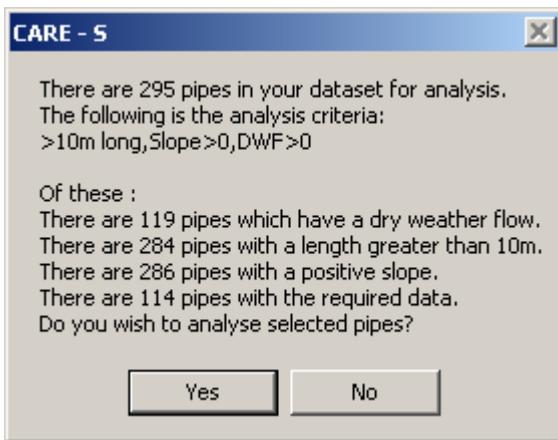 CARE - S
There are 295 pipes in your dataset for analysis.
The following is the analysis criteria:
>10m long,Slope>0,DWF>0
Of these :
There are 119 pipes which have a dry weather flow.
There are 284 pipes with a length greater than 10m.
There are 286 pipes with a positive slope.
There are 114 pipes with the required data.
Do you wish to analyse selected pipes?
Yes
No